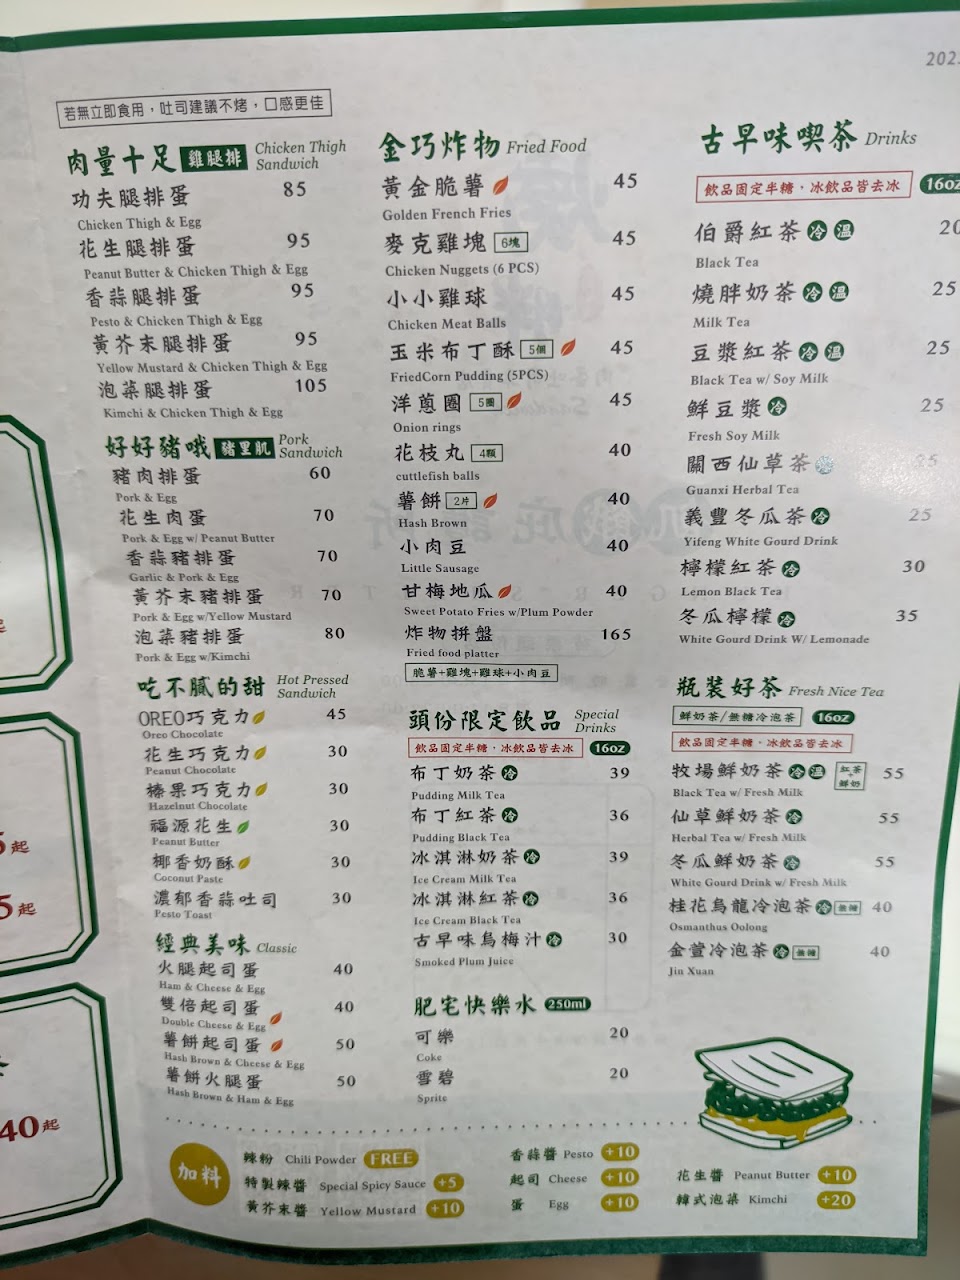 202
若無立即食用，吐司建議不烤，口感更佳
肉量十足 雞腿排 Chicken Thigh Sandwich
功夫腿排蛋 85
Chicken Thigh & Egg
花生腿排蛋 95
Peanut Butter & Chicken Thigh & Egg
香蒜腿排蛋 95
Pesto & Chicken Thigh & Egg
黃芥末腿排蛋 95
Yellow Mustard & Chicken Thigh & Egg
泡菜腿排蛋 105
Kimchi & Chicken Thigh & Egg
好好豬哦 豬里肌 Pork Sandwich
豬肉排蛋 60
Pork & Egg
花生肉蛋 70
Pork & Egg w/ Peanut Butter
香蒜豬排蛋 70
Garlic & Pork & Egg
黃芥末豬排蛋 70
Pork & Egg w/Yellow Mustard
泡菜豬排蛋 80
Pork & Egg w/Kimchi
吃不膩的甜 Hot Pressed Sandwich
OREO巧克力 45
Oreo Chocolate
花生巧克力 30
Peanut Chocolate
榛果巧克力 30
Hazelnut Chocolate
福源花生 30
Peanut Butter
椰香奶酥 30
Coconut Paste
濃郁香蒜吐司 30
Pesto Toast
經典美味 Classic
火腿起司蛋 40
Ham & Cheese & Egg
雙倍起司蛋 40
Double Cheese & Egg
薯餅起司蛋 50
Hash Brown & Cheese & Egg
薯餅火腿蛋 50
Hash Brown & Ham & Egg
金巧炸物 Fried Food
黃金脆薯 45
Golden French Fries
麥克雞塊 6塊 45
Chicken Nuggets (6 PCS)
小小雞球 45
Chicken Meat Balls
玉米布丁酥 5個 45
FriedCorn Pudding (5PCS)
洋蔥圈 5圈 45
Onion rings
花枝丸 4顆 40
cuttlefish balls
薯餅 2片 40
Hash Brown
小肉豆 40
Little Sausage
甘梅地瓜 40
Sweet Potato Fries w/Plum Powder
炸物拼盤 165
Fried food platter
脆薯+雞塊+雞球+小肉豆
頭份限定飲品 Special Drinks
飲品固定半糖・冰飲品皆去冰 16oz
布丁奶茶 冷 39
Pudding Milk Tea
布丁紅茶 冷 36
Pudding Black Tea
冰淇淋奶茶 冷 39
Ice Cream Milk Tea
冰淇淋紅茶 冷 36
Ice Cream Black Tea
古早味烏梅汁 冷 30
Smoked Plum Juice
肥宅快樂水 250ml
可樂 20
Coke
雪碧 20
Sprite
古早味喫茶 Drinks
飲品固定半糖・冰飲品皆去冰 16oz
伯爵紅茶 冷 溫 20
Black Tea
燒胖奶茶 冷 溫 25
Milk Tea
豆漿紅茶 冷 溫 25
Black Tea w/ Soy Milk
鮮豆漿 冷 25
Fresh Soy Milk
關西仙草茶 冷 25
Guanxi Herbal Tea
義豐冬瓜茶 冷 25
Yifeng White Gourd Drink
檸檬紅茶 冷 30
Lemon Black Tea
冬瓜檸檬 冷 35
White Gourd Drink W/ Lemonade
瓶裝好茶 Fresh Nice Tea
鮮奶茶/無糖冷泡茶 16oz
飲品固定半糖・冰飲品皆去冰
牧場鮮奶茶 冷 溫 紅茶+鮮奶 55
Black Tea w/ Fresh Milk
仙草鮮奶茶 冷 55
Herbal Tea w/ Fresh Milk
冬瓜鮮奶茶 冷 55
White Gourd Drink w/ Fresh Milk
桂花烏龍冷泡茶 冷 無糖 40
Osmanthus Oolong
金萱冷泡茶 冷 無糖 40
Jin Xuan
加料
辣粉 Chili Powder FREE
特製辣醬 Special Spicy Sauce +5
黃芥末醬 Yellow Mustard +10
香蒜醬 Pesto +10
起司 Cheese +10
蛋 Egg +10
花生醬 Peanut Butter +10
韓式泡菜 Kimchi +20
起
5起
5起
40起